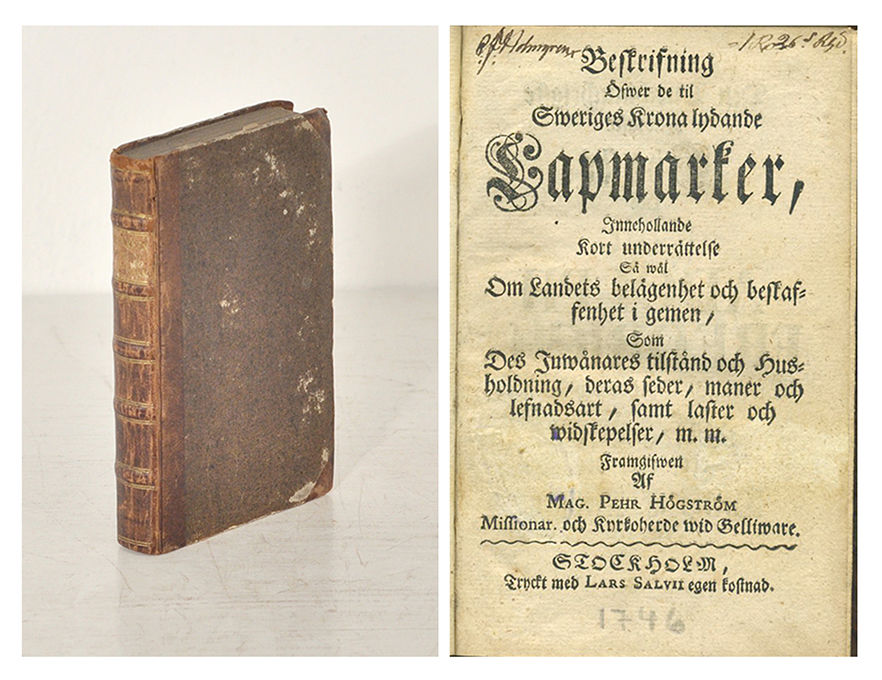 Beskrifning
Öfwer de til
Sweriges Krona lydande
Lapmarker,
Innehollande
Kort underrättelse
Så wäl
Om Landets belägenhet och beskaf-
fenhet i gemen,
Som
Des Inwånares tilstånd och Hus-
holdning, deras seder, maner och
lefnadsart, samt laster och
widskepelser, m. m.
Framgifwen
Af
MAG. PEHR HÖGSTRÖM
Missionar. och Kyrkoherde wid Gelliware.
STOCKHOLM,
Tryckt med LARS SALVII egen kostnad.
1746